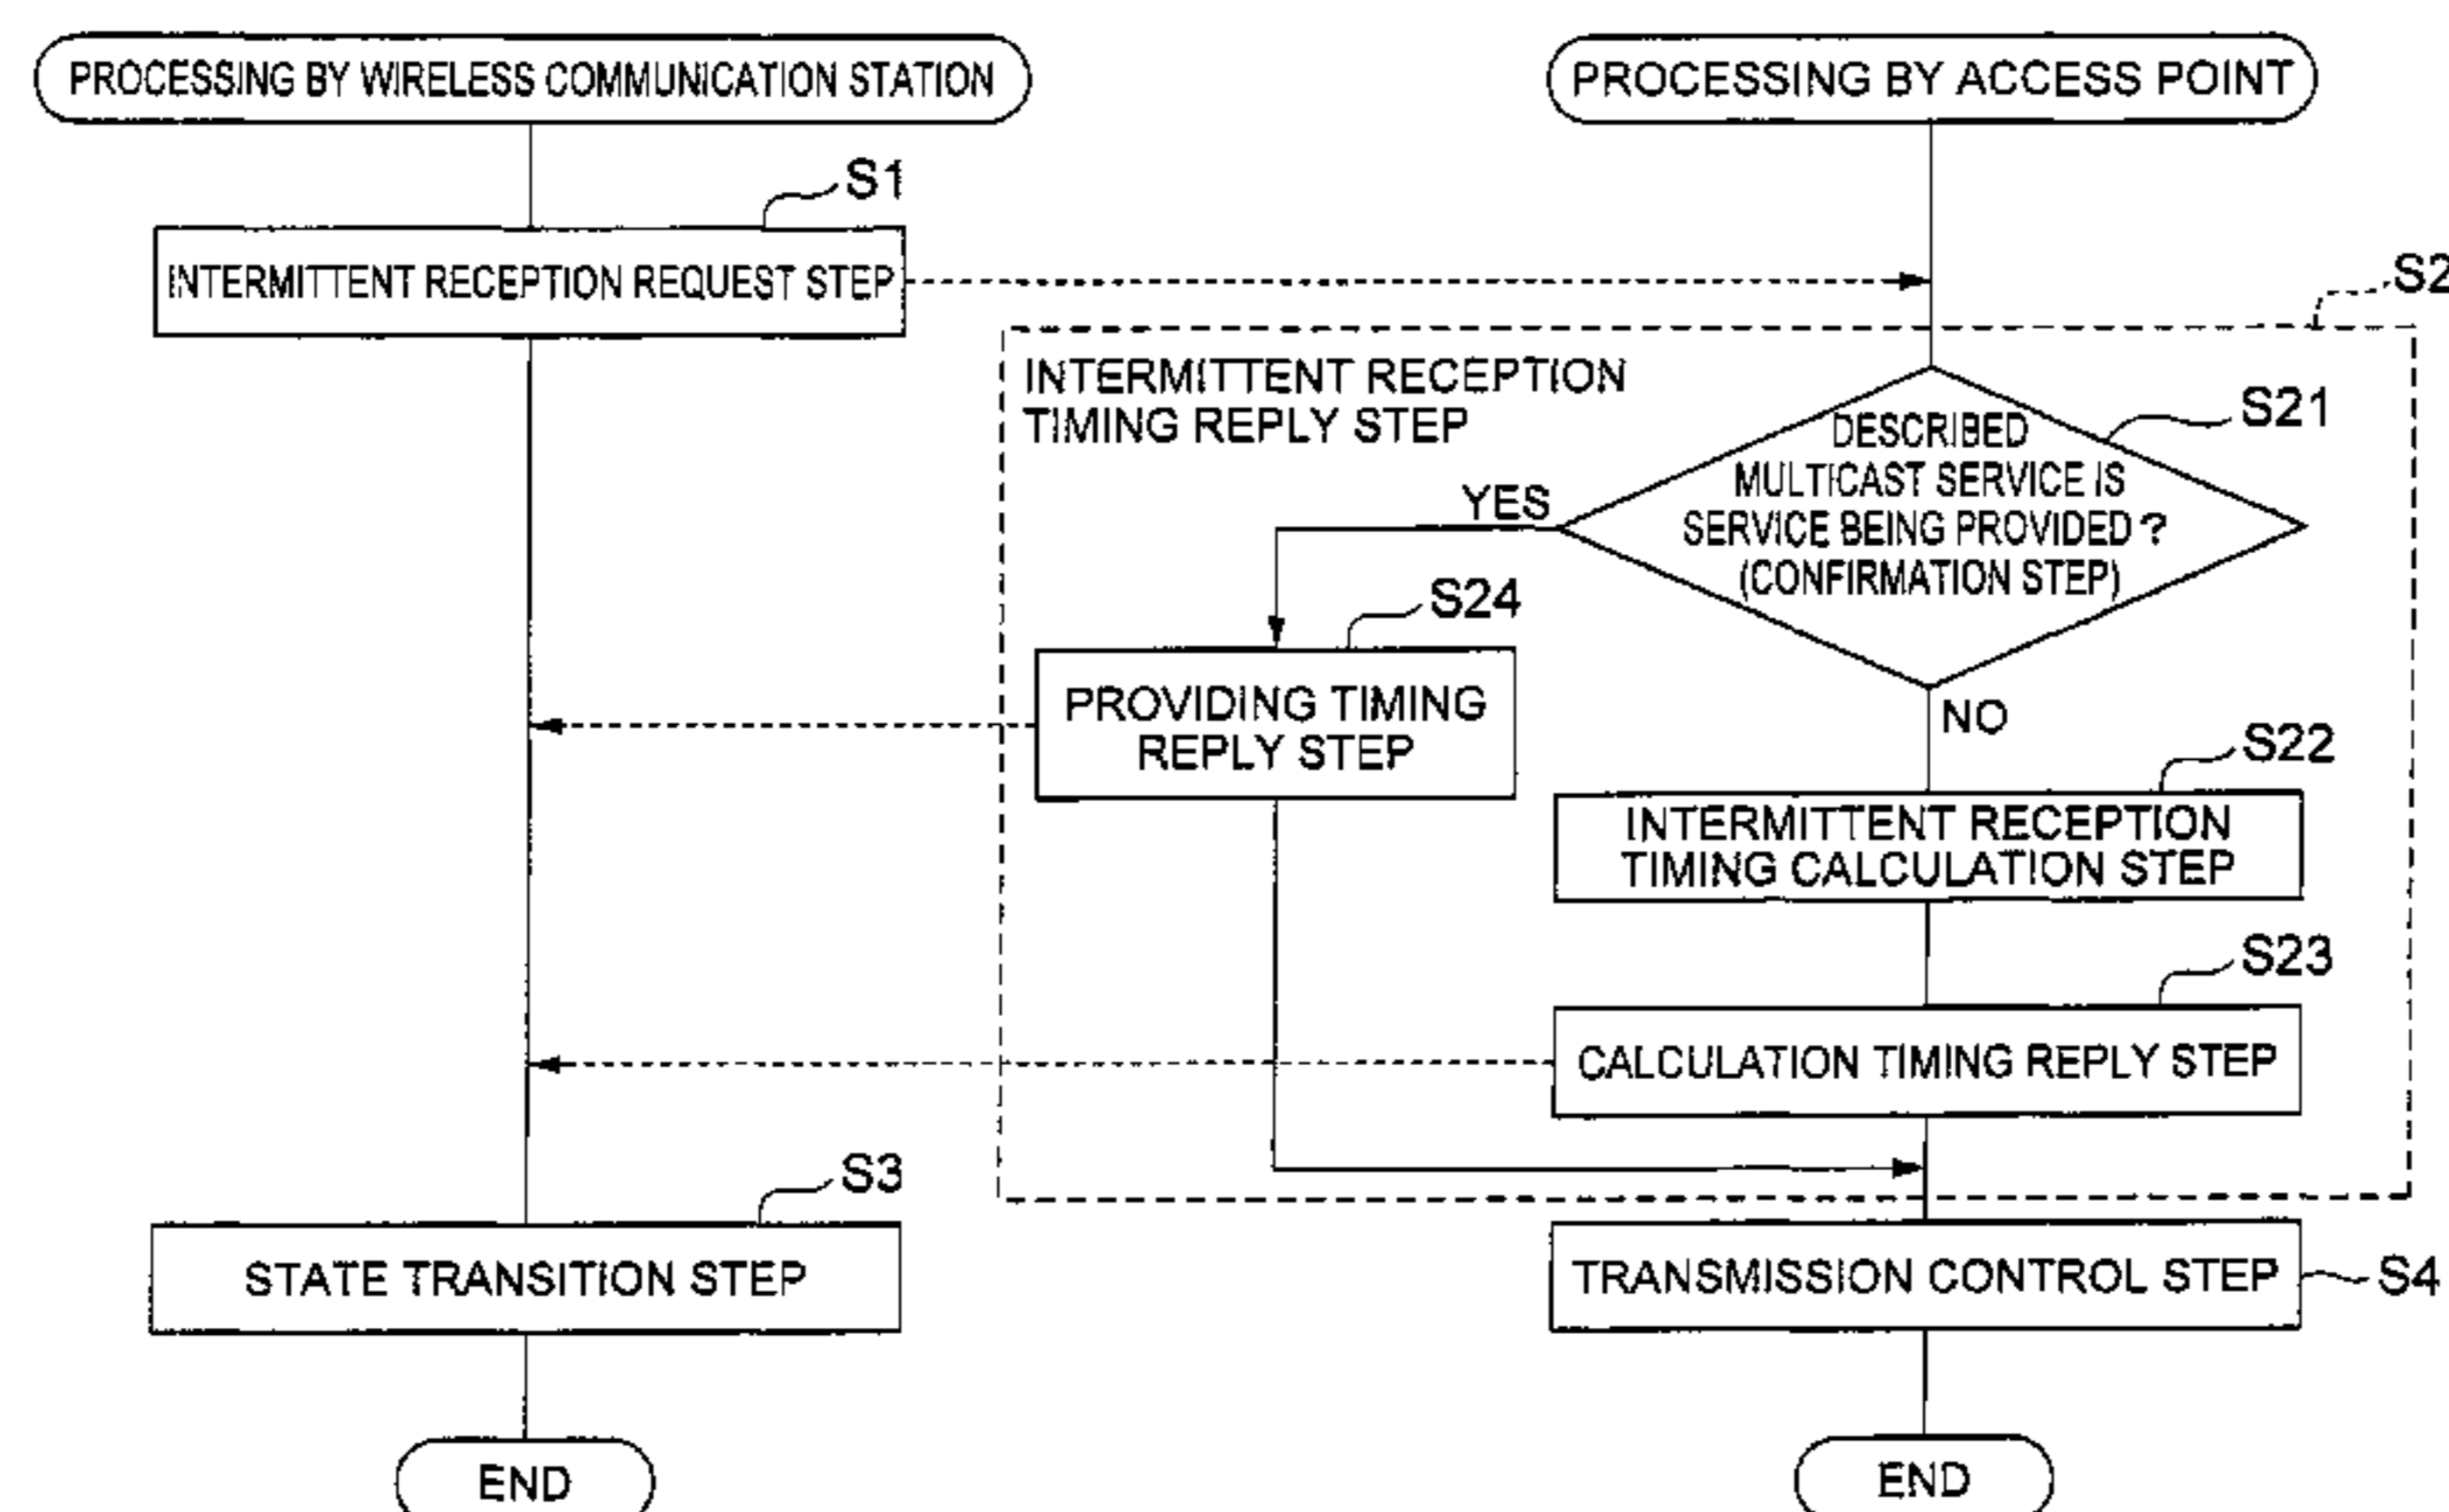 PROCESSING BY WIRELESS COMMUNICATION STATION
PROCESSING BY ACCESS POINT
S1
INTERMITTENT RECEPTION REQUEST STEP
S2
INTERMITTENT RECEPTION
TIMING REPLY STEP
S21
DESCRIBED
MULTICAST SERVICE IS
SERVICE BEING PROVIDED ?
(CONFIRMATION STEP)
YES
S24
PROVIDING TIMING
REPLY STEP
NO
S22
INTERMITTENT RECEPTION
TIMING CALCULATION STEP
S23
CALCULATION TIMING REPLY STEP
S3
STATE TRANSITION STEP
TRANSMISSION CONTROL STEP
S4
END
END